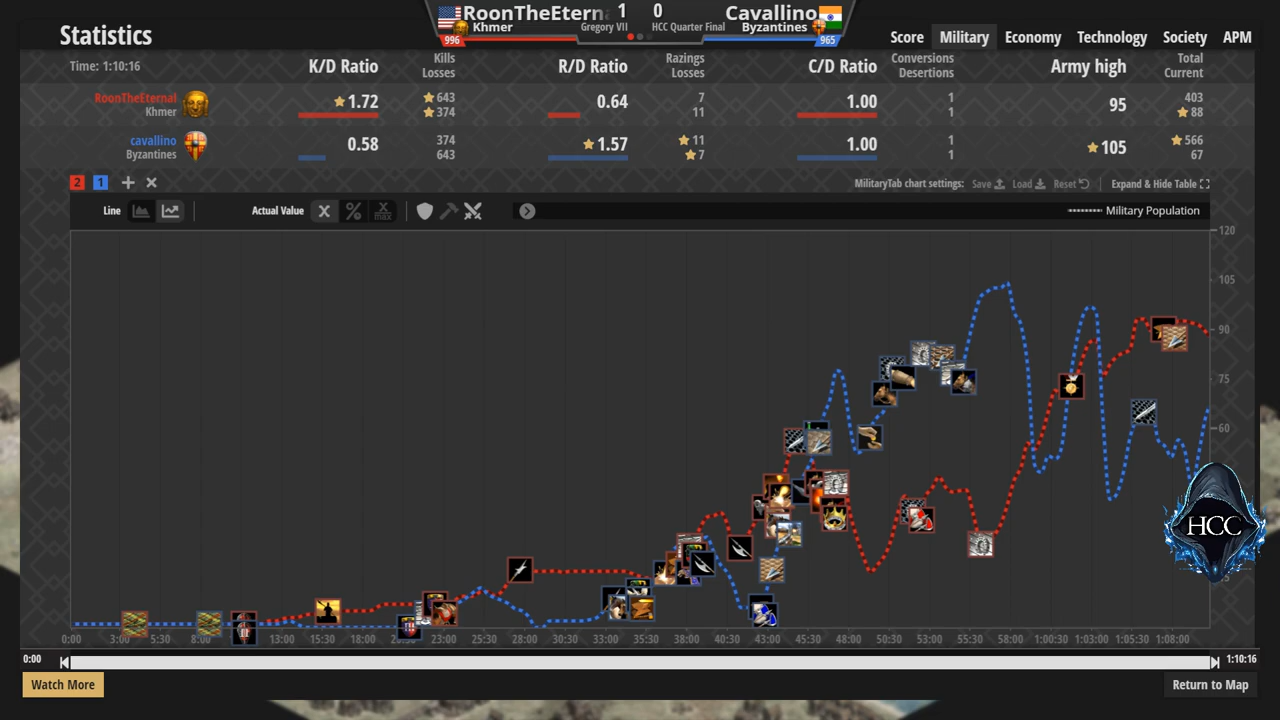 RoonTheEtern 1 0 Cavallino
Khmer Gregory VII HCC Quarter Final Byzantines
996 965
Statistics
Score Military Economy Technology Society APM
Time: 1:10:16 K/D Ratio Kills Losses R/D Ratio Razings Losses C/D Ratio Conversions Desertions Army high Total Current
RoonTheEternal 1.72 643 0.64 7 1.00 1 95 403
Khmer 374 11 1 88
cavallino 0.58 374 1.57 11 1.00 1 105 566
Byzantines 643 7 1 67
2 1 MilitaryTab chart settings: Save Load Reset Expand & Hide Table
Line Actual Value X % X max Military Population
120
105
90
75
60
HCC
0:00 3:00 5:30 8:00 13:00 15:30 18:00 23:00 25:30 28:00 30:30 33:00 35:30 38:00 40:30 43:00 45:30 48:00 50:30 53:00 55:30 58:00 1:00:30 1:03:00 1:05:30 1:08:00
0:00 1:10:16
Watch More Return to Map